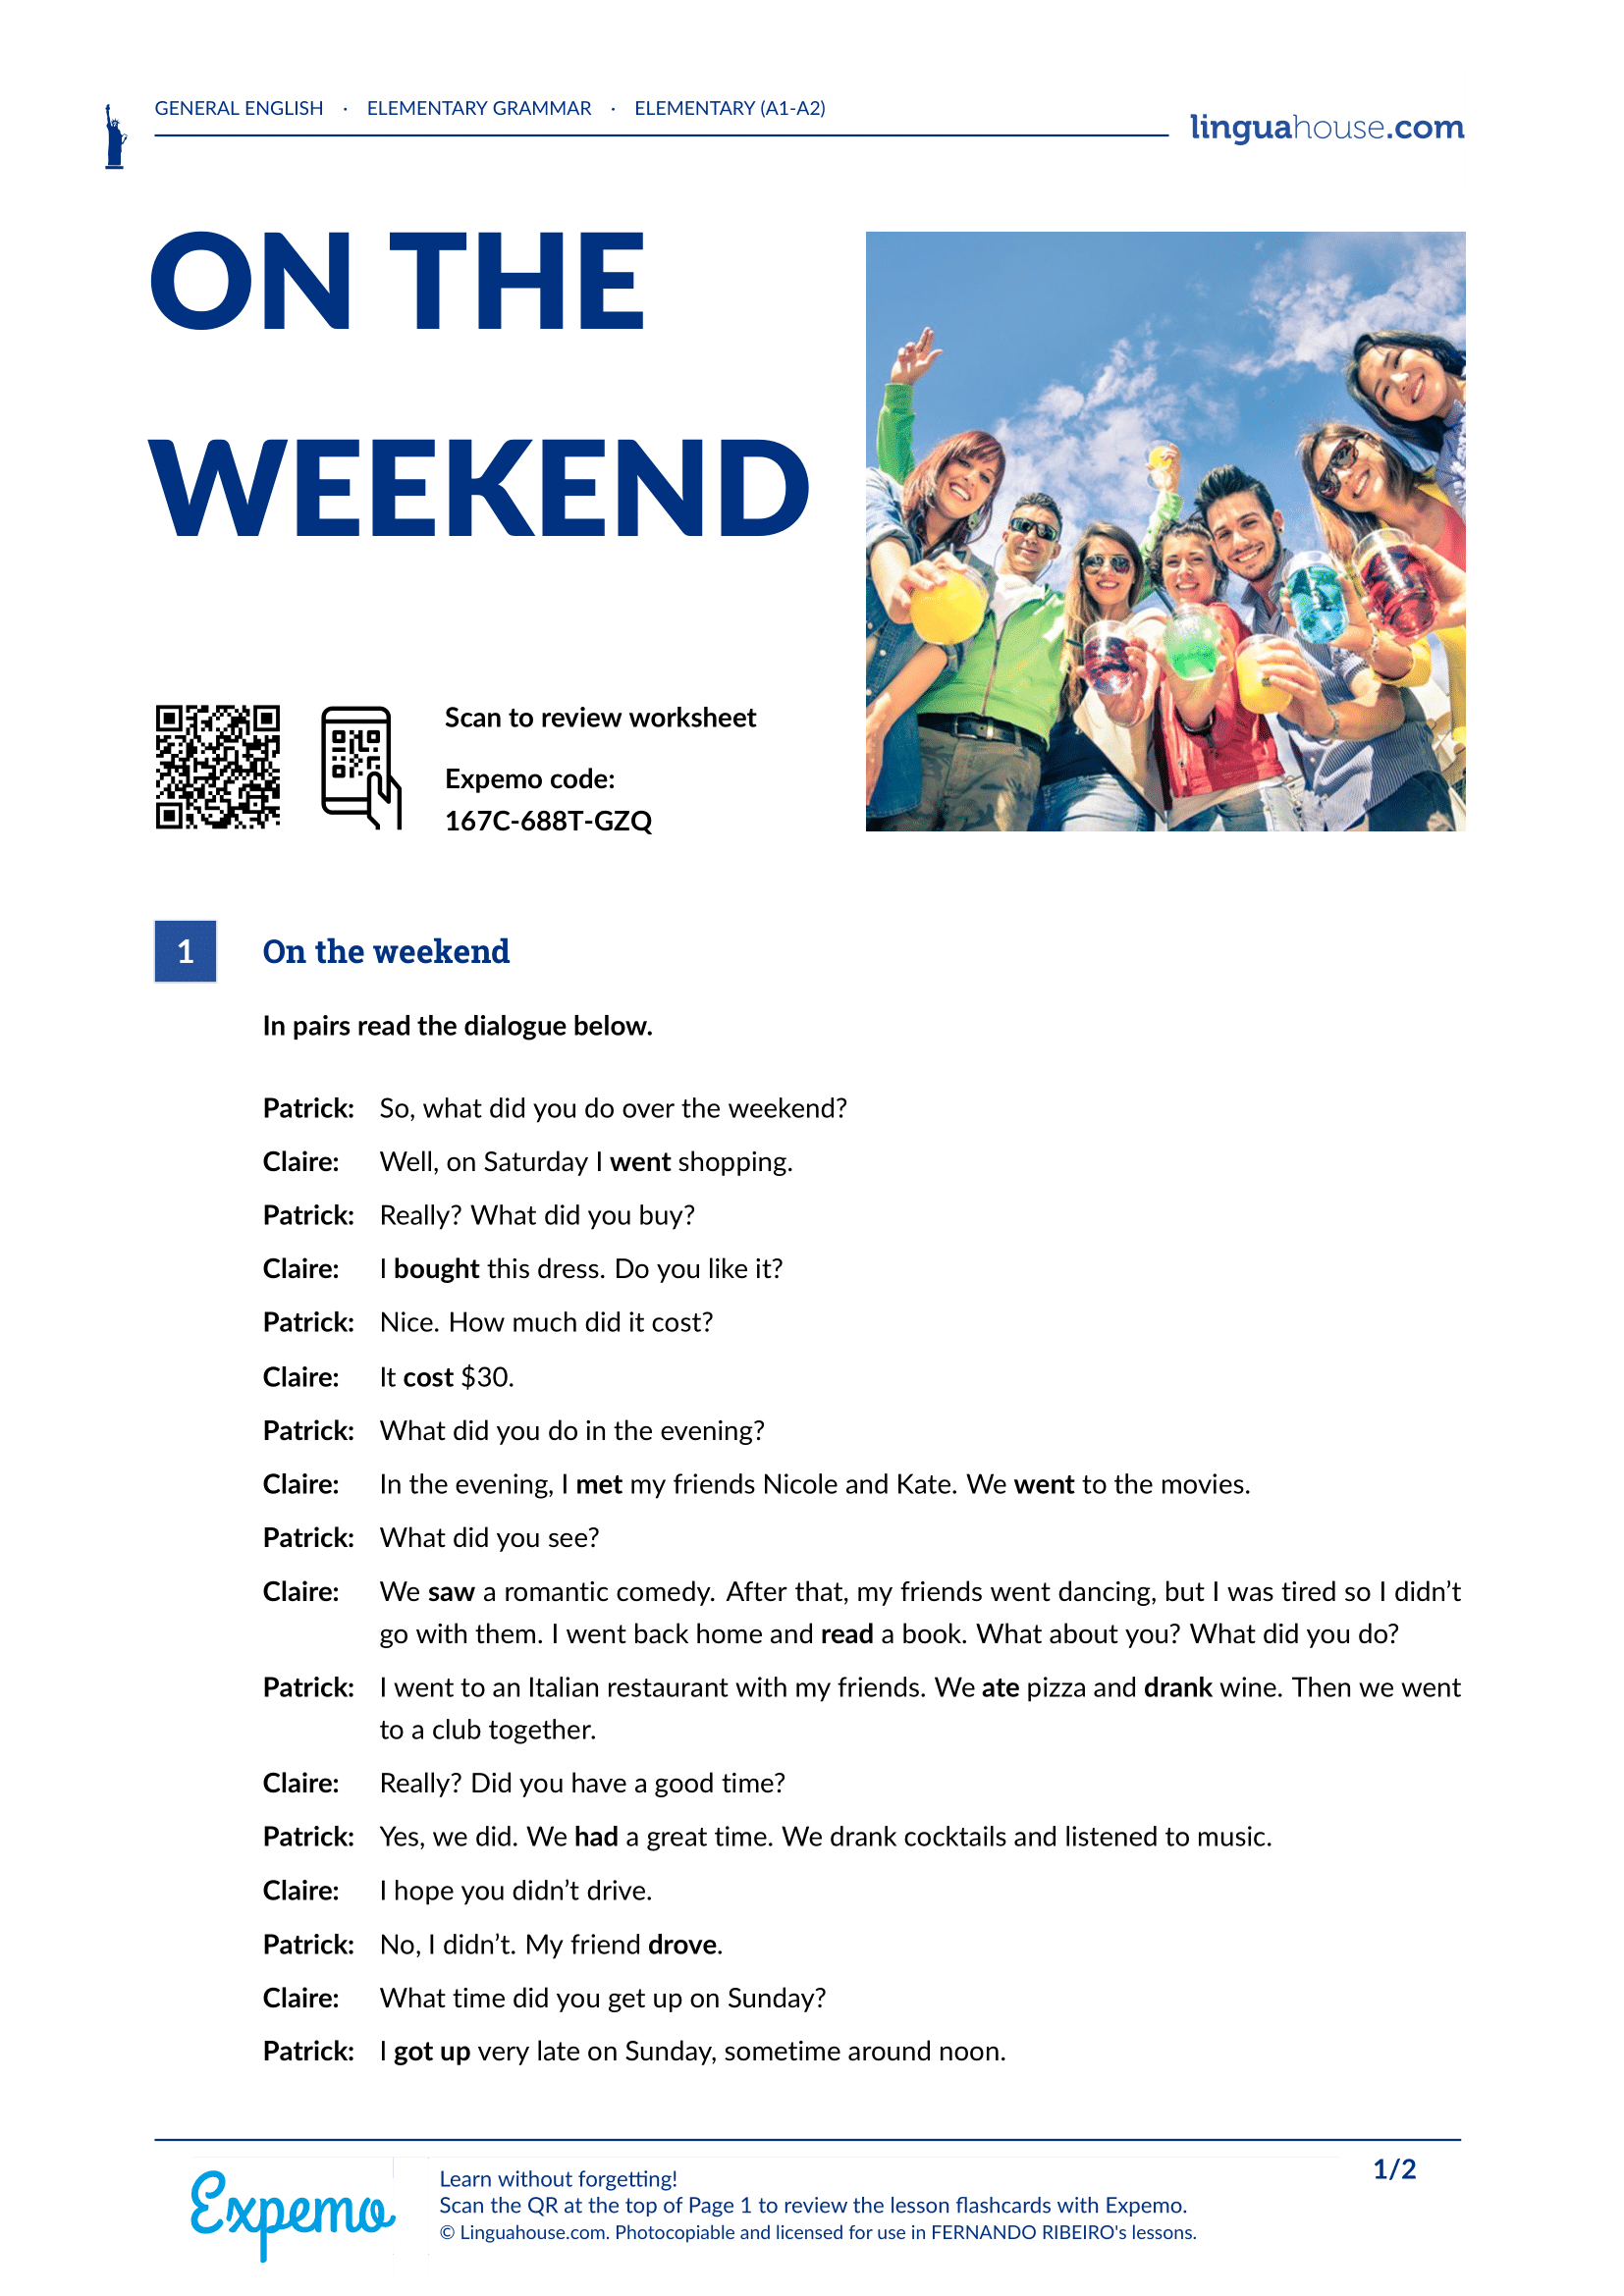 GENERAL ENGLISH · ELEMENTARY GRAMMAR · ELEMENTARY (A1-A2)
linguahouse.com
ON THE
WEEKEND
Scan to review worksheet
Expemo code:
167C-688T-GZQ
1 On the weekend
In pairs read the dialogue below.
Patrick: So, what did you do over the weekend?
Claire: Well, on Saturday I went shopping.
Patrick: Really? What did you buy?
Claire: I bought this dress. Do you like it?
Patrick: Nice. How much did it cost?
Claire: It cost $30.
Patrick: What did you do in the evening?
Claire: In the evening, I met my friends Nicole and Kate. We went to the movies.
Patrick: What did you see?
Claire: We saw a romantic comedy. After that, my friends went dancing, but I was tired so I didn't
go with them. I went back home and read a book. What about you? What did you do?
Patrick: I went to an Italian restaurant with my friends. We ate pizza and drank wine. Then we went
to a club together.
Claire: Really? Did you have a good time?
Patrick: Yes, we did. We had a great time. We drank cocktails and listened to music.
Claire: I hope you didn't drive.
Patrick: No, I didn't. My friend drove.
Claire: What time did you get up on Sunday?
Patrick: I got up very late on Sunday, sometime around noon.
Expemo
Learn without forgetting!
Scan the QR at the top of Page 1 to review the lesson flashcards with Expemo.
© Linguahouse.com. Photocopiable and licensed for use in FERNANDO RIBEIRO's lessons.
1/2